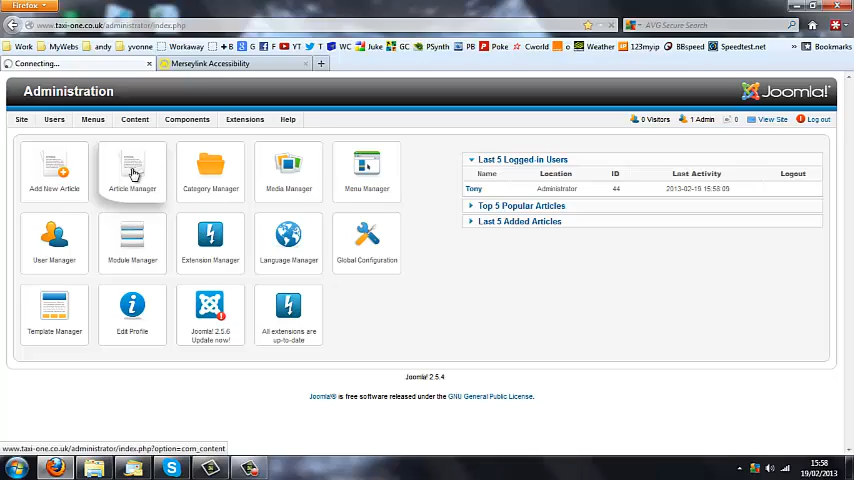 Firefox
www.taxi-one.co.uk/administrator/index.php
AVG Secure Search
Work MyWebs andy yvonne Workaway B G F YT T WC Juke GC PSynth PB Poke Cworld o Weather 123myip BBspeed Speedtest.net Bookmarks
Connecting...
Merseylink Accessibility
Administration
Joomla!
Site Users Menus Content Components Extensions Help
0 Visitors 1 Admin 0 View Site Log out
Add New Article
Article Manager
Category Manager
Media Manager
Menu Manager
User Manager
Module Manager
Extension Manager
Language Manager
Global Configuration
Template Manager
Edit Profile
Joomla! 2.5.6
Update now!
All extensions are
up-to-date
Last 5 Logged-in Users
Name Location ID Last Activity Logout
Tony Administrator 44 2013-02-19 15:58:09
Top 5 Popular Articles
Last 5 Added Articles
Joomla! 2.5.4
Joomla!® is free software released under the GNU General Public License.
www.taxi-one.co.uk/administrator/index.php?option=com_content
15:58
19/02/2013